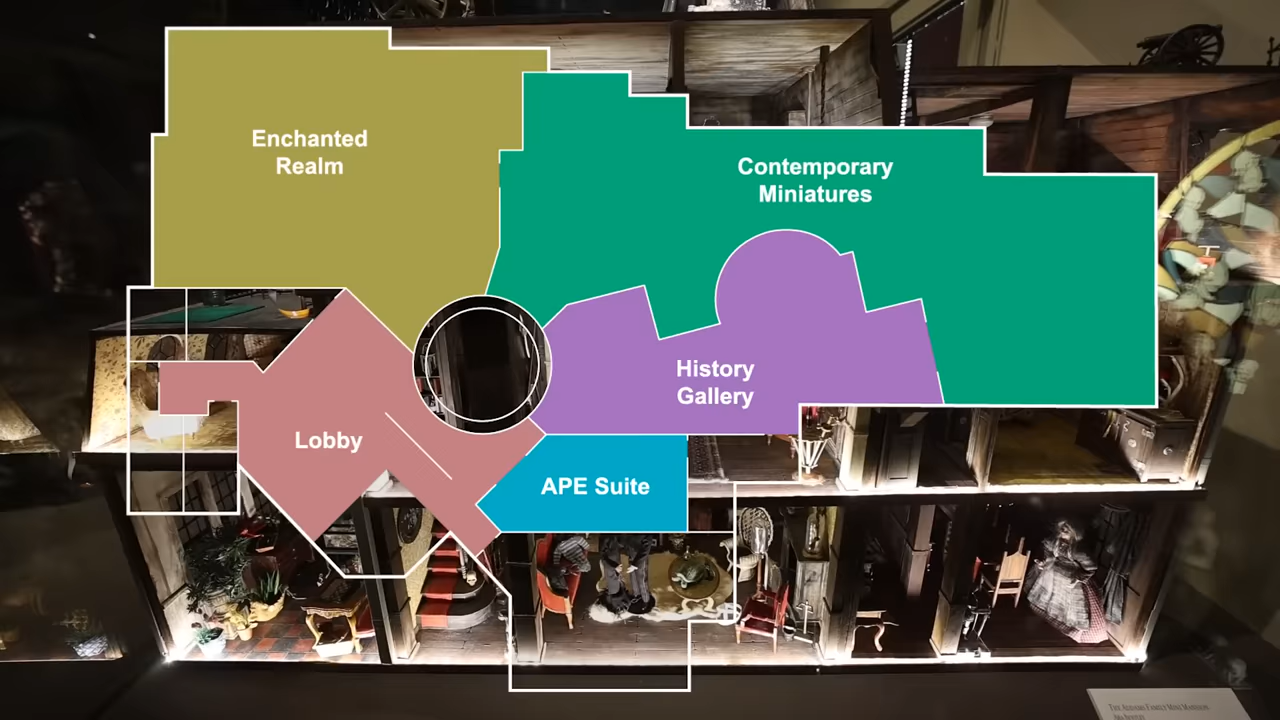 Enchanted
Realm
Contemporary
Miniatures
History
Gallery
Lobby
APE Suite